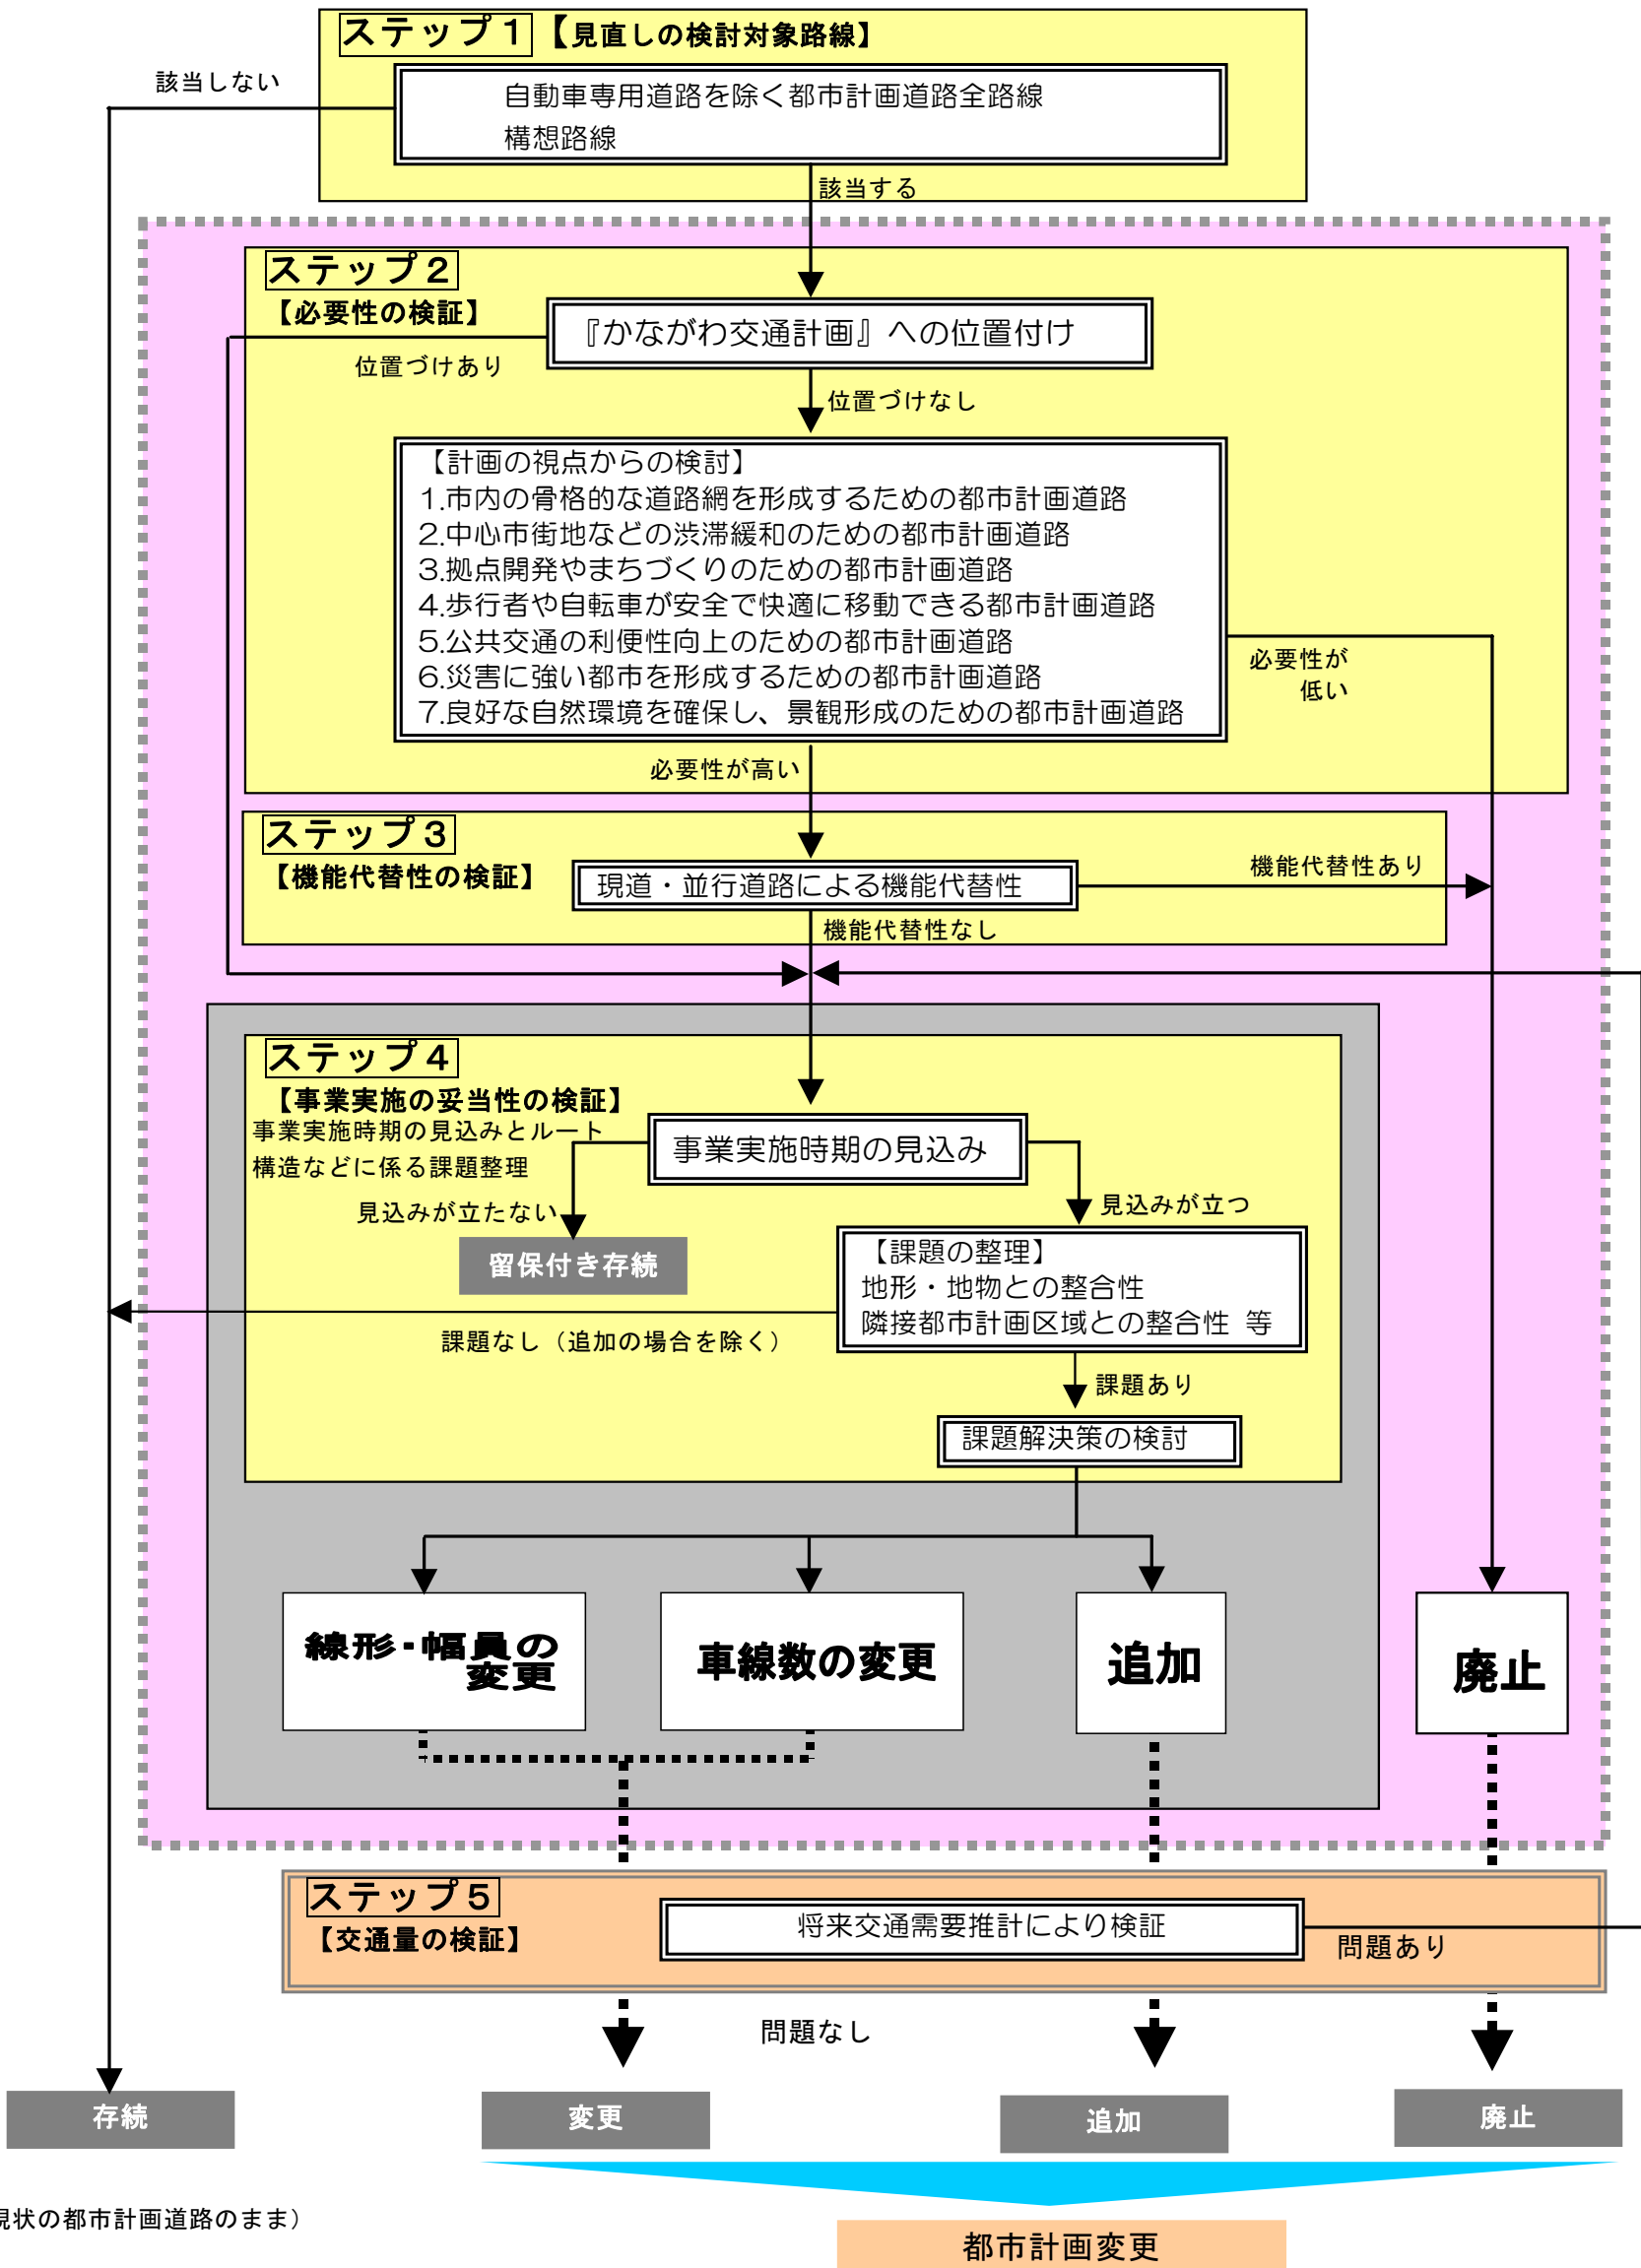 ステップ1【見直しの検討対象路線】
該当しない
自動車専用道路を除く都市計画道路全路線
構想路線
該当する
ステップ2
【必要性の検証】
『かながわ交通計画』への位置付け
位置づけあり
位置づけなし
【計画の視点からの検討】
1.市内の骨格的な道路網を形成するための都市計画道路
2.中心市街地などの渋滞緩和のための都市計画道路
3.拠点開発やまちづくりのための都市計画道路
4.歩行者や自転車が安全で快適に移動できる都市計画道路
5.公共交通の利便性向上のための都市計画道路
6.災害に強い都市を形成するための都市計画道路
7.良好な自然環境を確保し、景観形成のための都市計画道路
必要性が
低い
必要性が高い
ステップ3
【機能代替性の検証】
現道・並行道路による機能代替性
機能代替性あり
機能代替性なし
ステップ4
【事業実施の妥当性の検証】
事業実施時期の見込みとルート
構造などに係る課題整理
事業実施時期の見込み
見込みが立たない
見込みが立つ
留保付き存続
【課題の整理】
地形・地物との整合性
隣接都市計画区域との整合性 等
課題なし（追加の場合を除く）
課題あり
課題解決策の検討
線形・幅員の
変更
車線数の変更
追加
廃止
ステップ5
【交通量の検証】
将来交通需要推計により検証
問題あり
問題なし
存続
変更
追加
廃止
現状の都市計画道路のまま）
都市計画変更